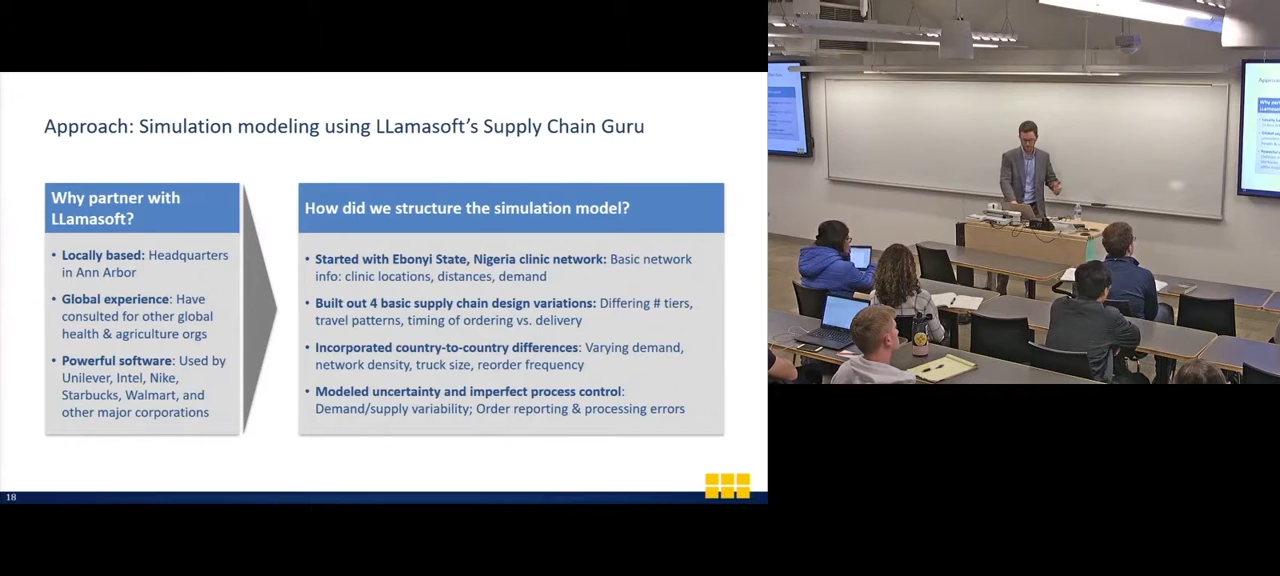 Approach: Simulation modeling using LLamasoft's Supply Chain Guru
Why partner with
LLamasoft?
• Locally based: Headquarters
in Ann Arbor
• Global experience: Have
consulted for other global
health & agriculture orgs
• Powerful software: Used by
Unilever, Intel, Nike,
Starbucks, Walmart, and
other major corporations
How did we structure the simulation model?
• Started with Ebonyi State, Nigeria clinic network: Basic network
info: clinic locations, distances, demand
• Built out 4 basic supply chain design variations: Differing # tiers,
travel patterns, timing of ordering vs. delivery
• Incorporated country-to-country differences: Varying demand,
network density, truck size, reorder frequency
• Modeled uncertainty and imperfect process control:
Demand/supply variability; Order reporting & processing errors
18